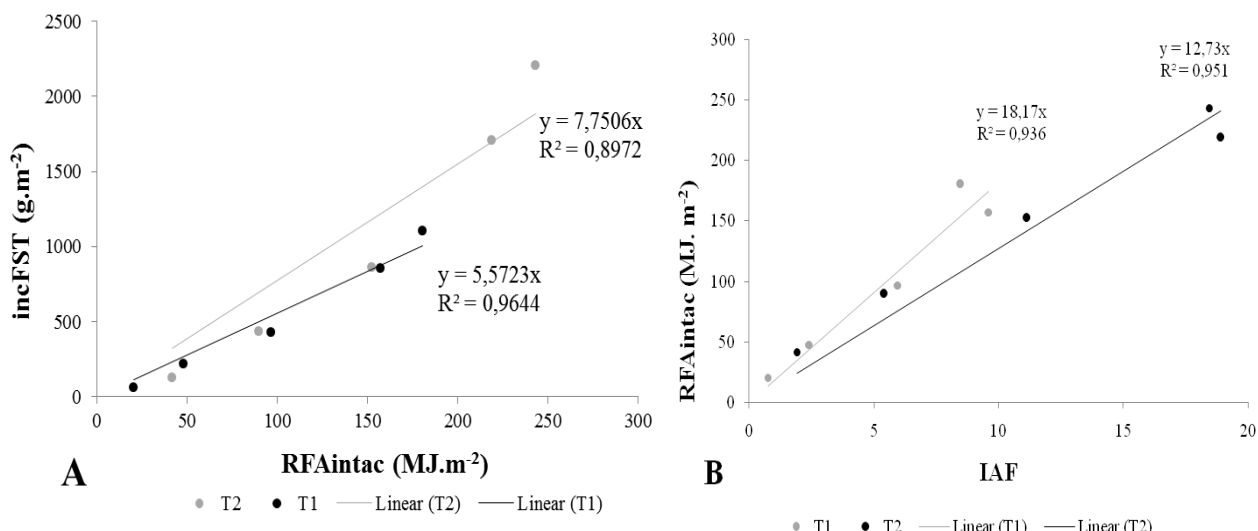 2500
2000
1500
1000
500
0
0
50
100
150
200
250
300
incFST (g.m⁻²)
y = 7,7506x
R² = 0,8972
y = 5,5723x
R² = 0,9644
RFAintac (MJ.m⁻²)
A
T2 T1 Linear (T2) Linear (T1)
300
250
200
150
100
50
0
0
5
10
15
20
RFAintac (MJ. m⁻²)
y = 18,17x
R² = 0,936
y = 12,73x
R² = 0,951
IAF
B
T1 T2 Linear (T1) Linear (T2)